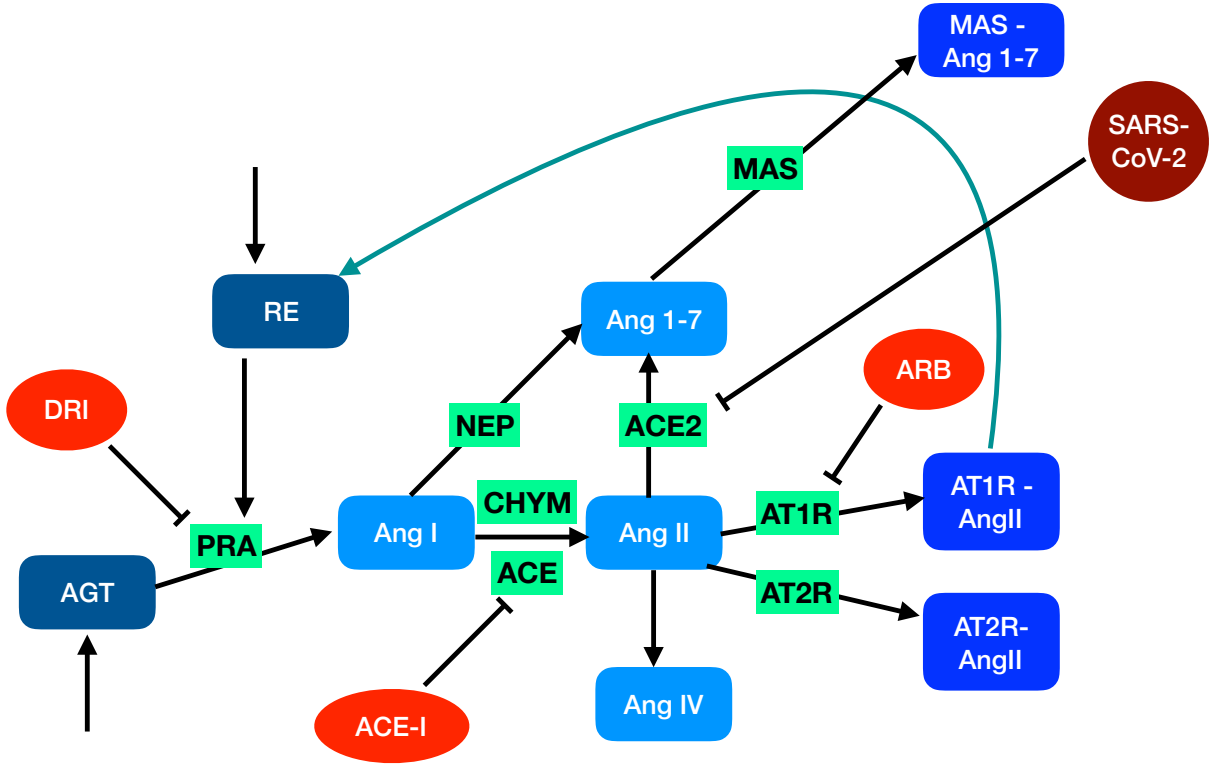 MAS -
Ang 1-7
SARS-
CoV-2
MAS
RE
Ang 1-7
ARB
DRI
NEP
ACE2
CHYM
AT1R -
AngII
Ang I
Ang II
AT1R
PRA
ACE
AGT
AT2R
AT2R-
AngII
Ang IV
ACE-I